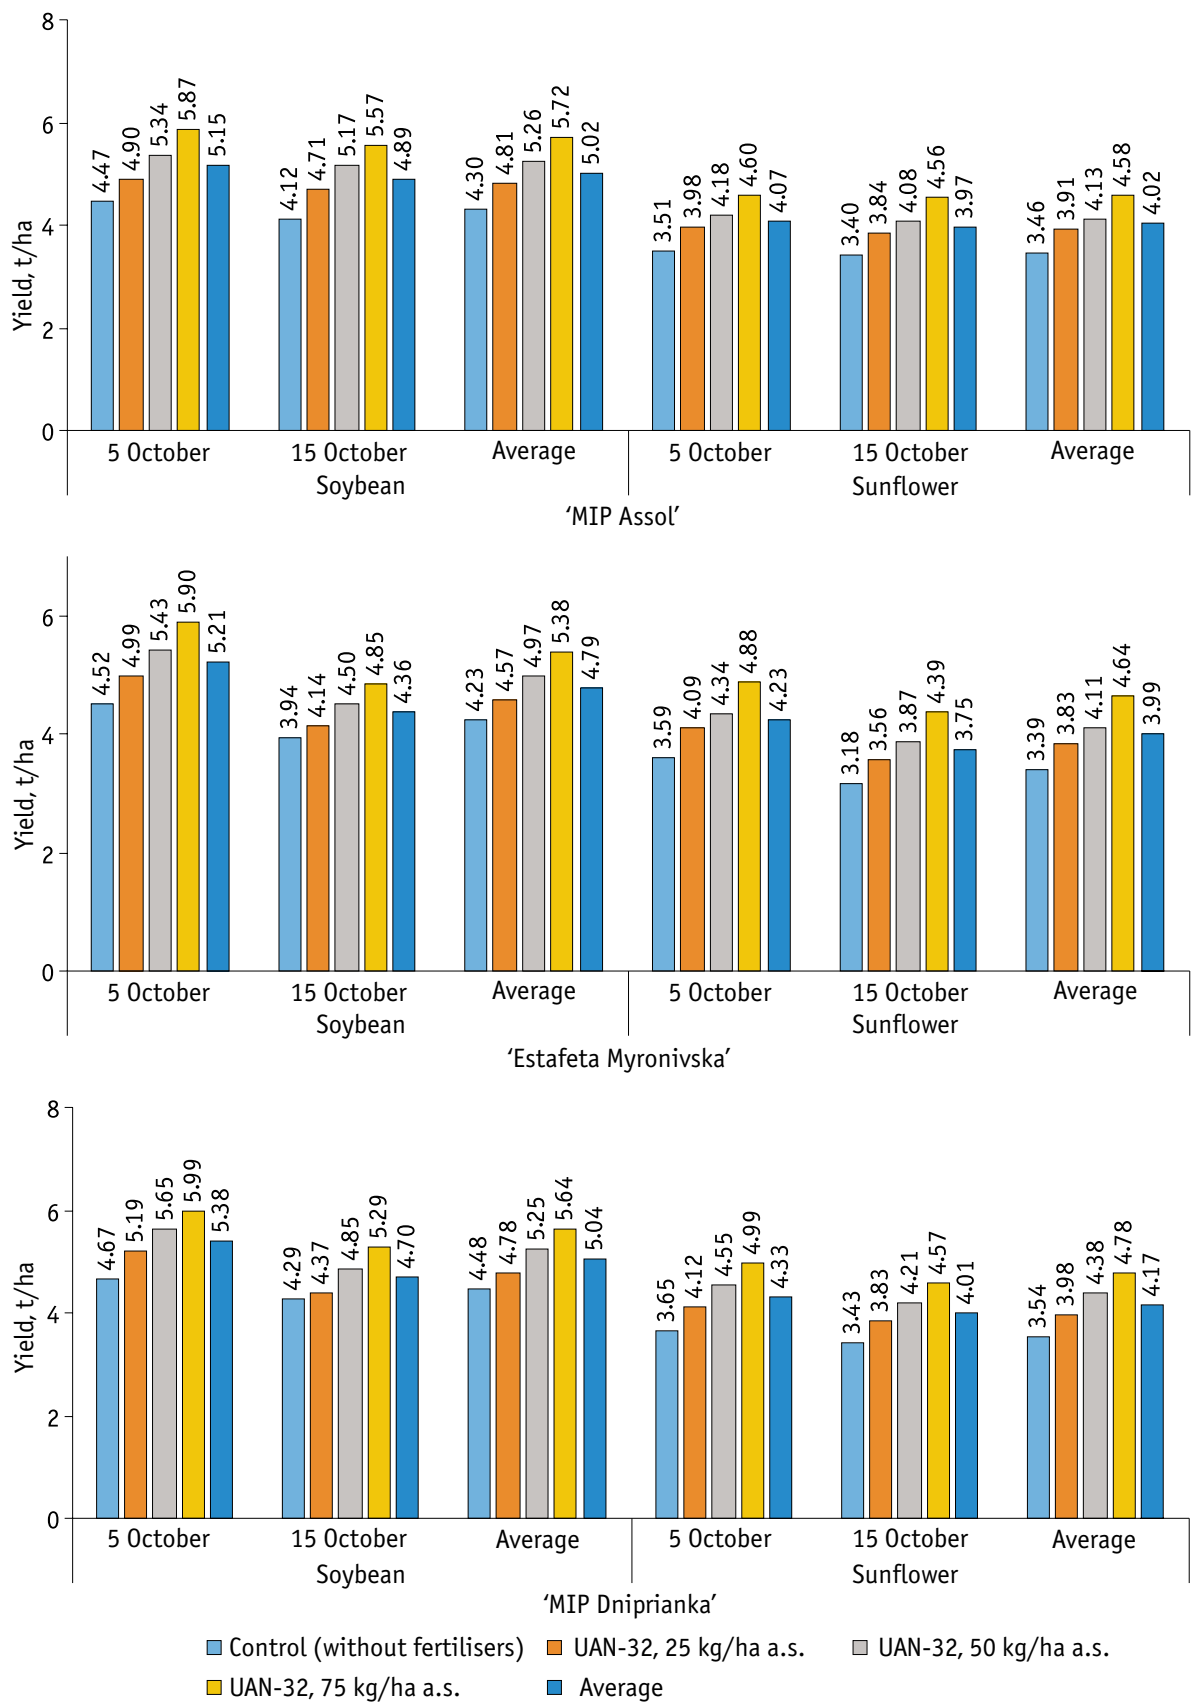 8
6
4
2
0
Yield, t/ha
4.47 4.90 5.34 5.87 5.15
4.12 4.71 5.17 5.57 4.89
4.30 4.81 5.26 5.72 5.02
3.51 3.98 4.18 4.60 4.07
3.40 3.84 4.08 4.56 3.97
3.46 3.91 4.13 4.58 4.02
5 October 15 October Average 5 October 15 October Average
Soybean Sunflower
‘MIP Assol’
6
4
2
0
Yield, t/ha
4.52 4.99 5.43 5.90 5.21
3.94 4.14 4.50 4.85 4.36
4.23 4.57 4.97 5.38 4.79
3.59 4.09 4.34 4.88 4.23
3.18 3.56 3.87 4.39 3.75
3.39 3.83 4.11 4.64 3.99
5 October 15 October Average 5 October 15 October Average
Soybean Sunflower
‘Estafeta Myronivska’
8
6
4
2
0
Yield, t/ha
4.67 5.19 5.65 5.99 5.38
4.29 4.37 4.85 5.29 4.70
4.48 4.78 5.25 5.64 5.04
3.65 4.12 4.55 4.99 4.33
3.43 3.83 4.21 4.57 4.01
3.54 3.98 4.38 4.78 4.17
5 October 15 October Average 5 October 15 October Average
Soybean Sunflower
‘MIP Dniprianka’
Control (without fertilisers) UAN-32, 25 kg/ha a.s. UAN-32, 50 kg/ha a.s.
UAN-32, 75 kg/ha a.s. Average